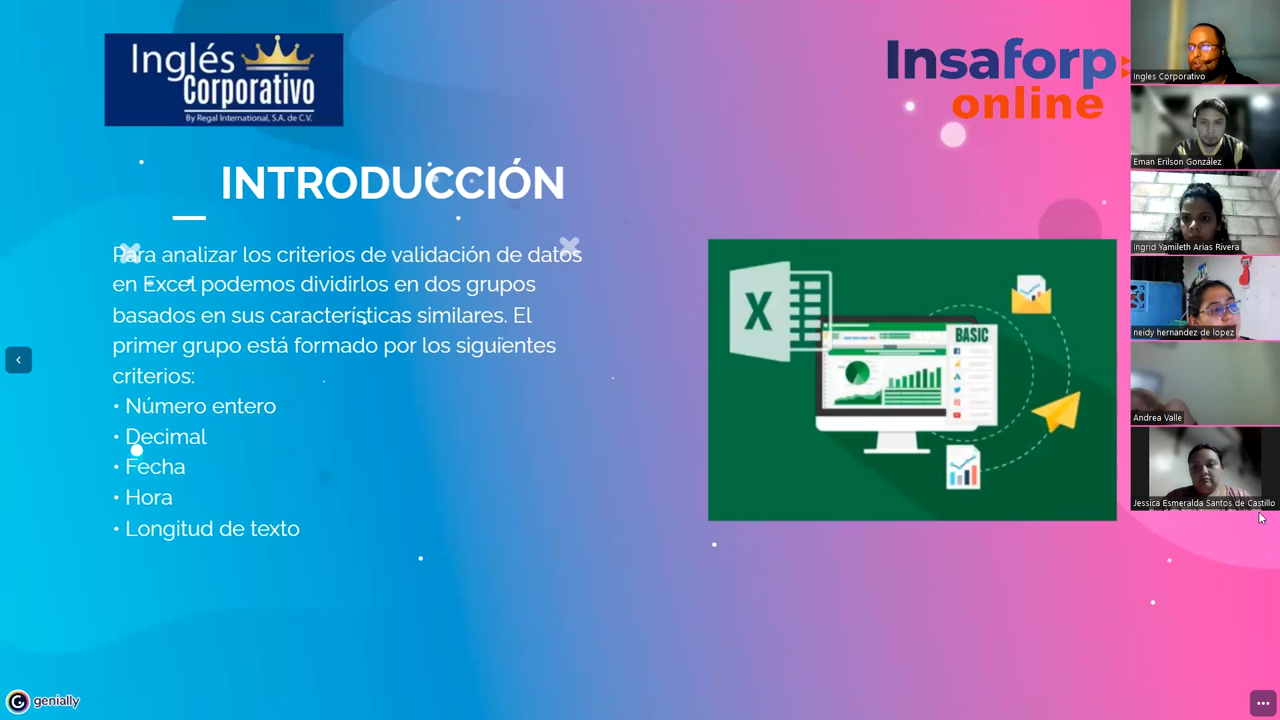 Inglés
Corporativo
By Regal International, S.A. de C.V.
Insaforp
online
INTRODUCCIÓN
Para analizar los criterios de validación de datos
en Excel podemos dividirlos en dos grupos
basados en sus características similares. El
primer grupo está formado por los siguientes
criterios:
• Número entero
• Decimal
• Fecha
• Hora
• Longitud de texto
X
BASIC
Ingles Corporativo
Eman Erilson González
Ingrid Yamileth Arias Rivera
neidy hernandez de lopez
Andrea Valle
Jessica Esmeralda Santos de Castillo
genially